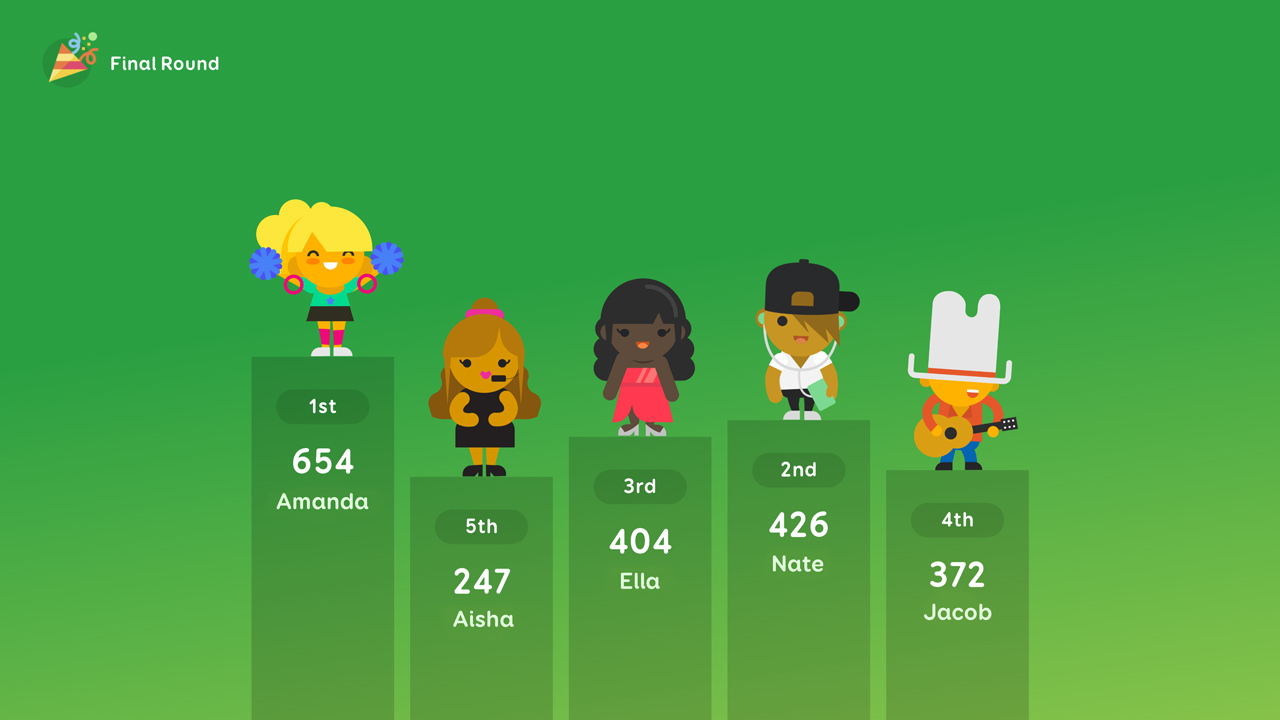 Final Round
1st
654
Amanda
5th
247
Aisha
3rd
404
Ella
2nd
426
Nate
4th
372
Jacob